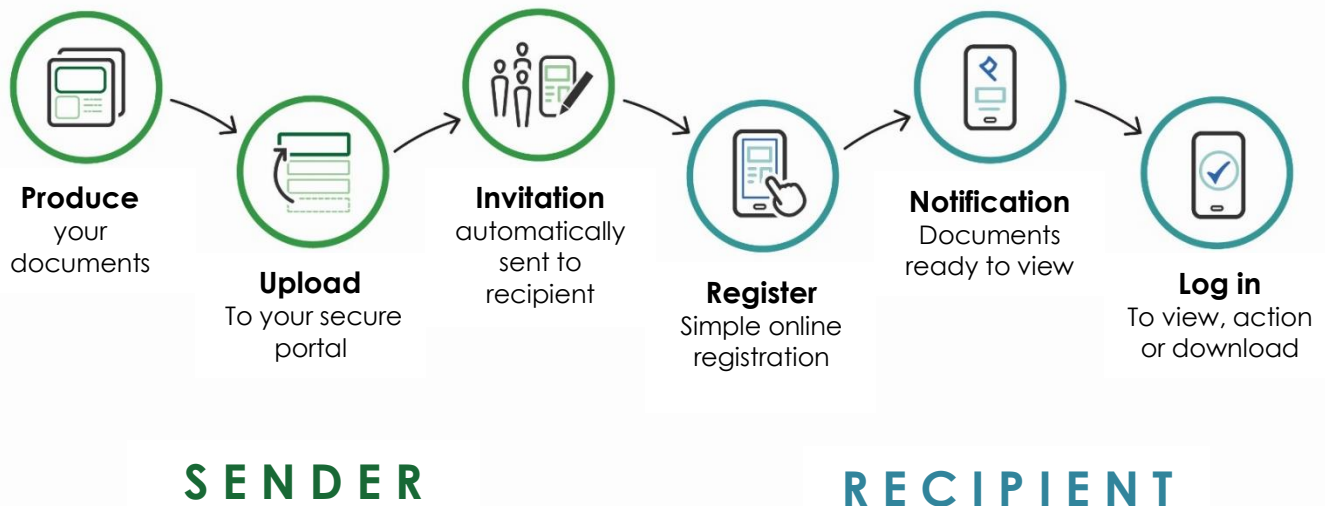 Produce
your
documents
Upload
To your secure
portal
Invitation
automatically
sent to
recipient
Register
Simple online
registration
Notification
Documents
ready to view
Log in
To view, action
or download
SENDER
RECIPIENT